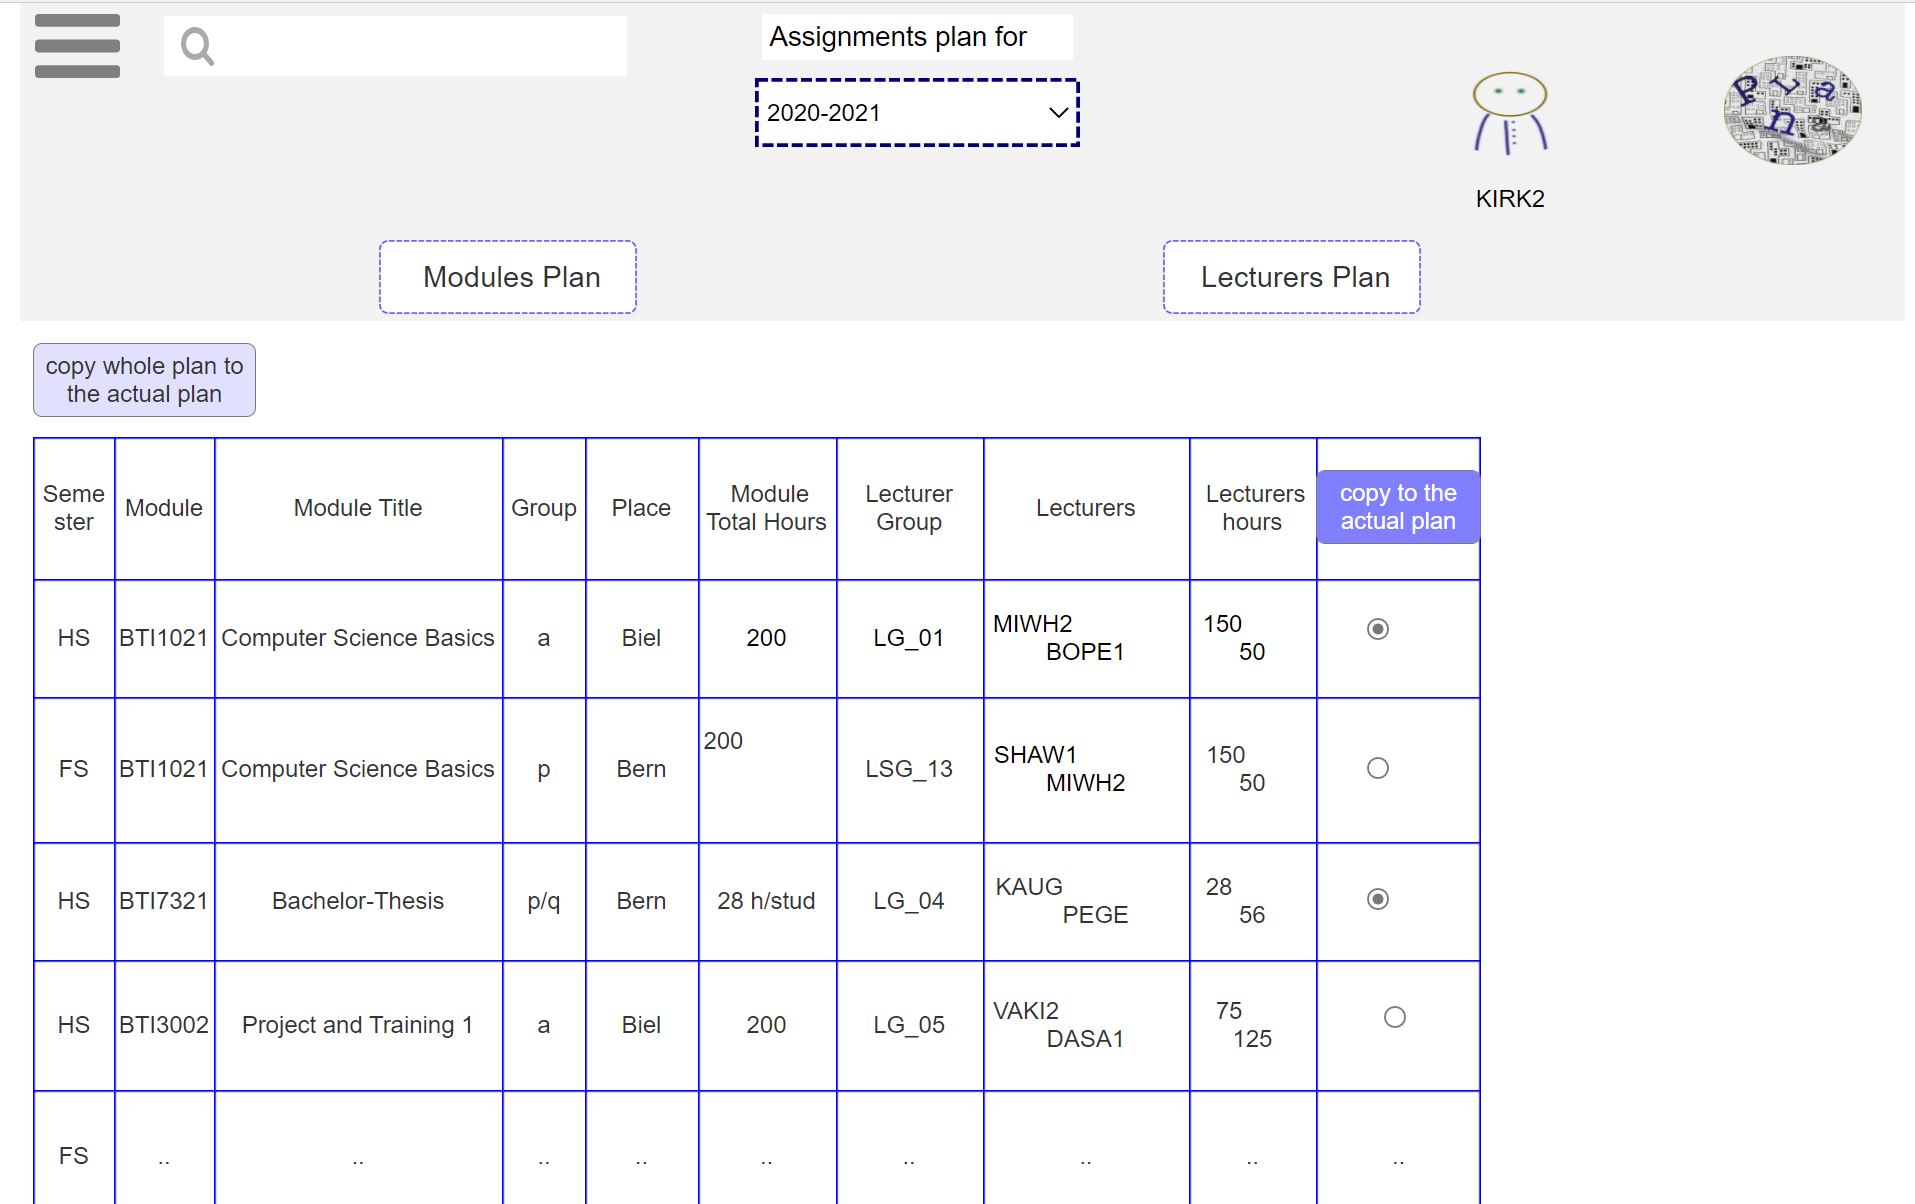 Assignments plan for
2020-2021
P L a n a
KIRK2
Modules Plan
Lecturers Plan
copy whole plan to
the actual plan
Seme
ster
Module
Module Title
Group
Place
Module
Total Hours
Lecturer
Group
Lecturers
Lecturers
hours
copy to the
actual plan
HS
BTI1021
Computer Science Basics
a
Biel
200
LG_01
MIWH2
BOPE1
150
50
FS
BTI1021
Computer Science Basics
p
Bern
200
LSG_13
SHAW1
MIWH2
150
50
HS
BTI7321
Bachelor-Thesis
p/q
Bern
28 h/stud
LG_04
KAUG
PEGE
28
56
HS
BTI3002
Project and Training 1
a
Biel
200
LG_05
VAKI2
DASA1
75
125
FS
..
..
..
..
..
..
..
..
..